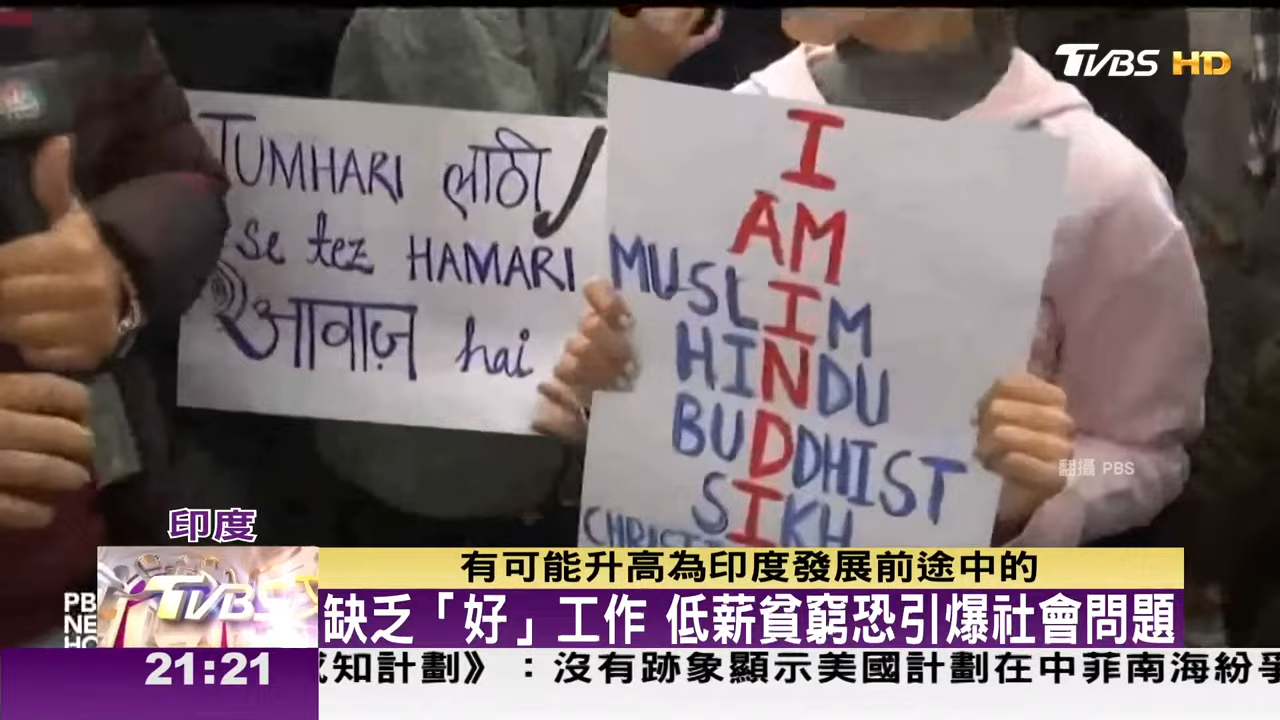 TVBS HD
TUMHARI लाठी
se tez HAMARI
आवाज़ hai
I
AM
MUSLIM
HINDU
BUDDHIST
SIKH
翻攝 PBS
印度
有可能升高為印度發展前途中的
TVBS
缺乏「好」工作 低薪貧窮恐引爆社會問題
PB
NE
21:21
知計劃》：沒有跡象顯示美國計劃在中菲南海紛爭